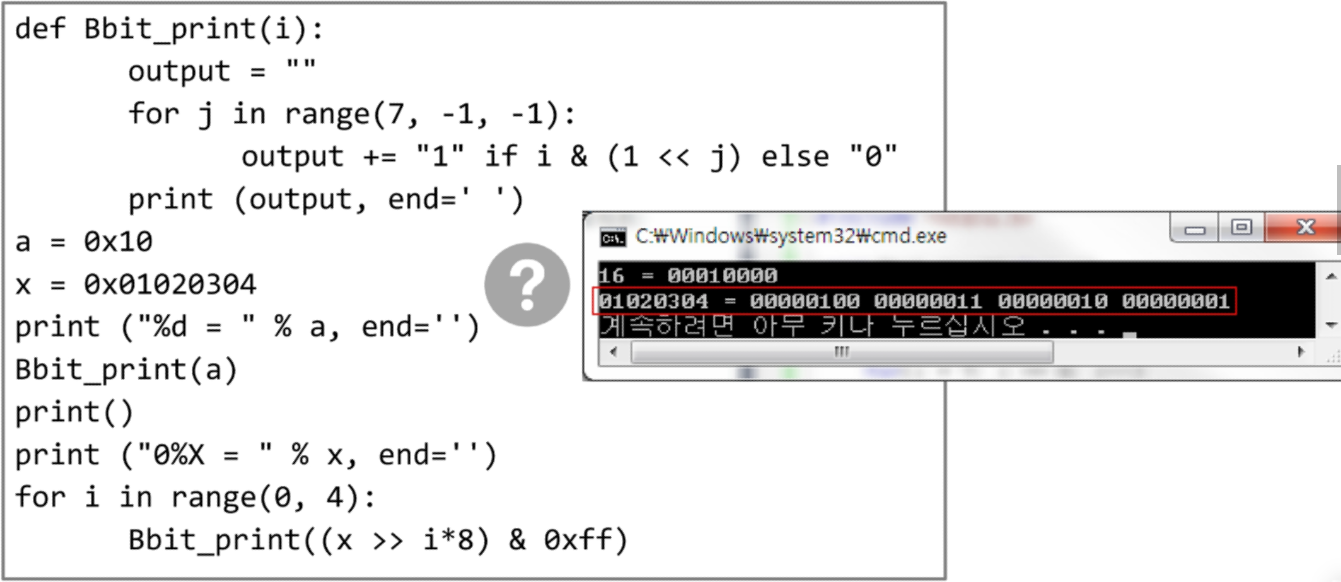 def Bbit_print(i):
output = ""
for j in range(7, -1, -1):
output += "1" if i & (1 << j) else "0"
print (output, end=' ')
a = 0x10
x = 0x01020304
print ("%d = " % a, end='')
Bbit_print(a)
print()
print ("0%X = " % x, end='')
for i in range(0, 4):
Bbit_print((x >> i*8) & 0xff)
?
C:₩Windows₩system32₩cmd.exe
16 = 00010000
01020304 = 00000100 00000011 00000010 00000001
계속하려면 아무 키나 누르십시오 . . . _